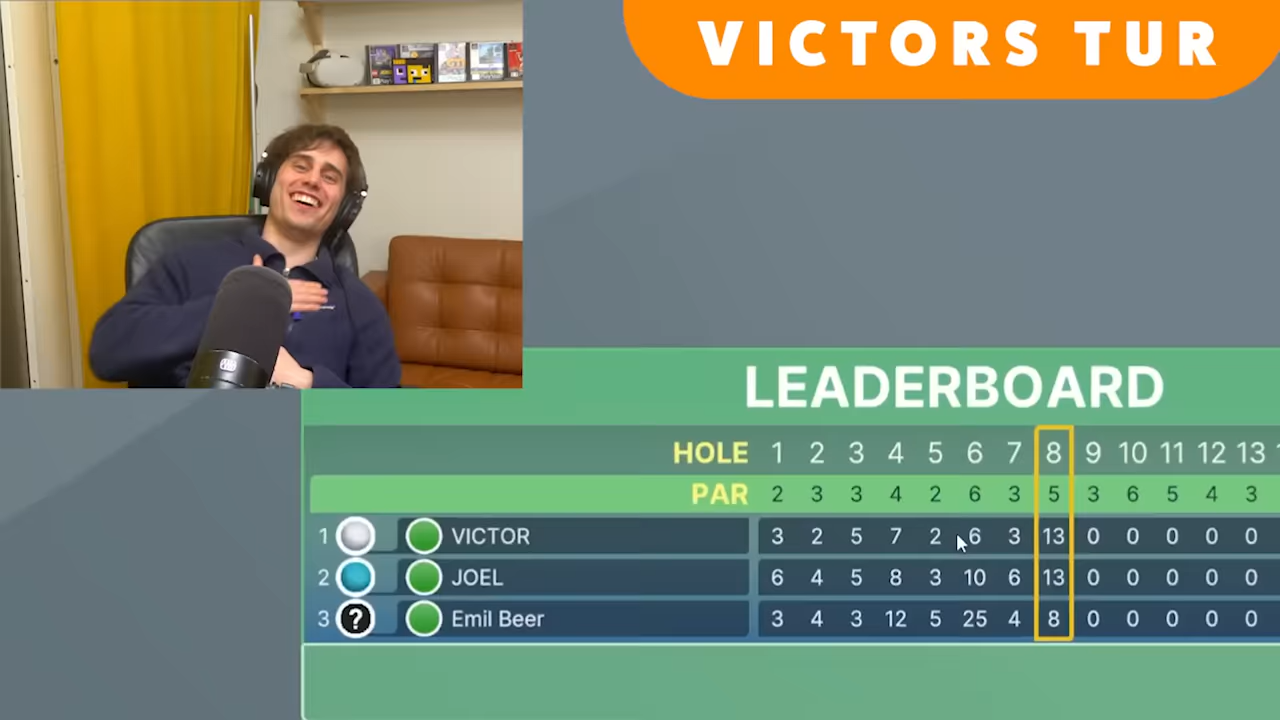 VICTORS TUR
LEADERBOARD
HOLE 1 2 3 4 5 6 7 8 9 10 11 12 13
PAR 2 3 3 4 2 6 3 5 3 6 5 4 3
1 VICTOR 3 2 5 7 2 6 3 13 0 0 0 0 0
2 JOEL 6 4 5 8 3 10 6 13 0 0 0 0 0
3 ? Emil Beer 3 4 3 12 5 25 4 8 0 0 0 0 0